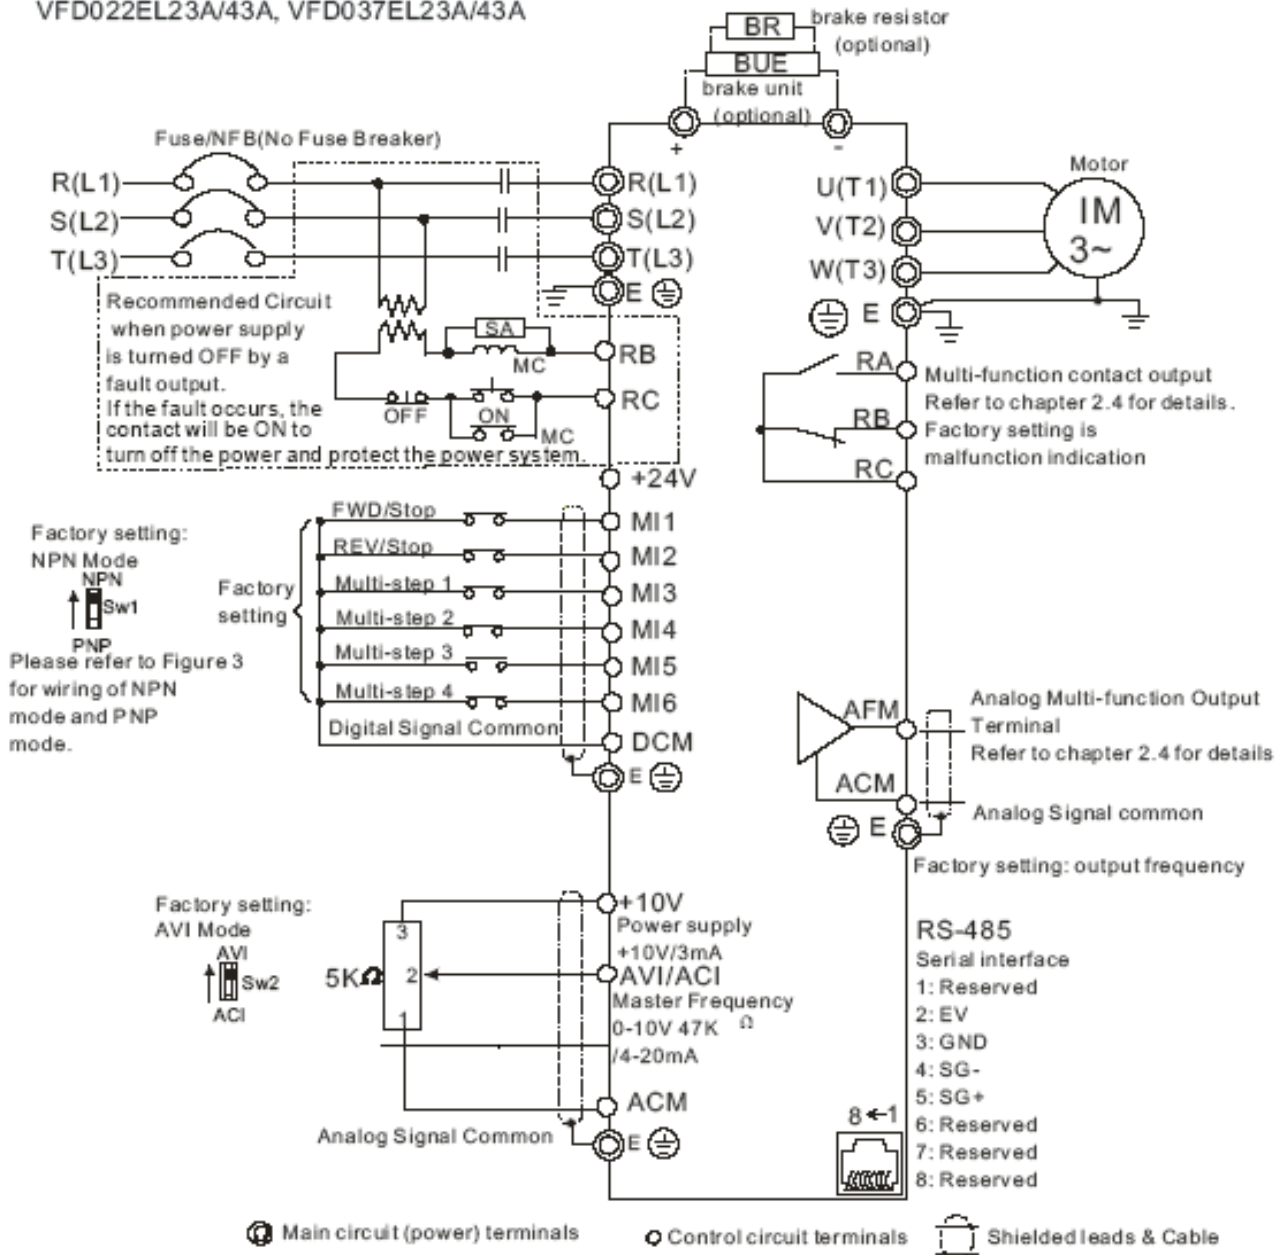 VFD022EL23A/43A, VFD037EL23A/43A
BR
brake resistor
(optional)
BUE
brake unit
(optional)
+
-
Fuse/NFB(No Fuse Breaker)
R(L1)
S(L2)
T(L3)
R(L1)
S(L2)
T(L3)
E
Recommended Circuit
when power supply
is turned OFF by a
fault output.
If the fault occurs, the
contact will be ON to
turn off the power and protect the power system.
SA
MC
OFF
ON
MC
RB
RC
U(T1)
V(T2)
W(T3)
E
Motor
IM
3~
RA
RB
RC
Multi-function contact output
Refer to chapter 2.4 for details.
Factory setting is
malfunction indication
+24V
Factory setting:
NPN Mode
NPN
Sw1
PNP
Please refer to Figure 3
for wiring of NPN
mode and PNP
mode.
Factory
setting
FWD/Stop
REV/Stop
Multi-step 1
Multi-step 2
Multi-step 3
Multi-step 4
Digital Signal Common
MI1
MI2
MI3
MI4
MI5
MI6
DCM
E
AFM
ACM
E
Analog Multi-function Output
Terminal
Refer to chapter 2.4 for details
Analog Signal common
Factory setting: output frequency
Factory setting:
AVI Mode
AVI
Sw2
ACI
5KΩ
3
2
1
+10V
Power supply
+10V/3mA
AVI/ACI
Master Frequency
0-10V 47K Ω
/4-20mA
ACM
Analog Signal Common
E
RS-485
Serial interface
1: Reserved
2: EV
3: GND
4: SG-
5: SG+
6: Reserved
7: Reserved
8: Reserved
8←1
Main circuit (power) terminals
Control circuit terminals
Shielded leads & Cable